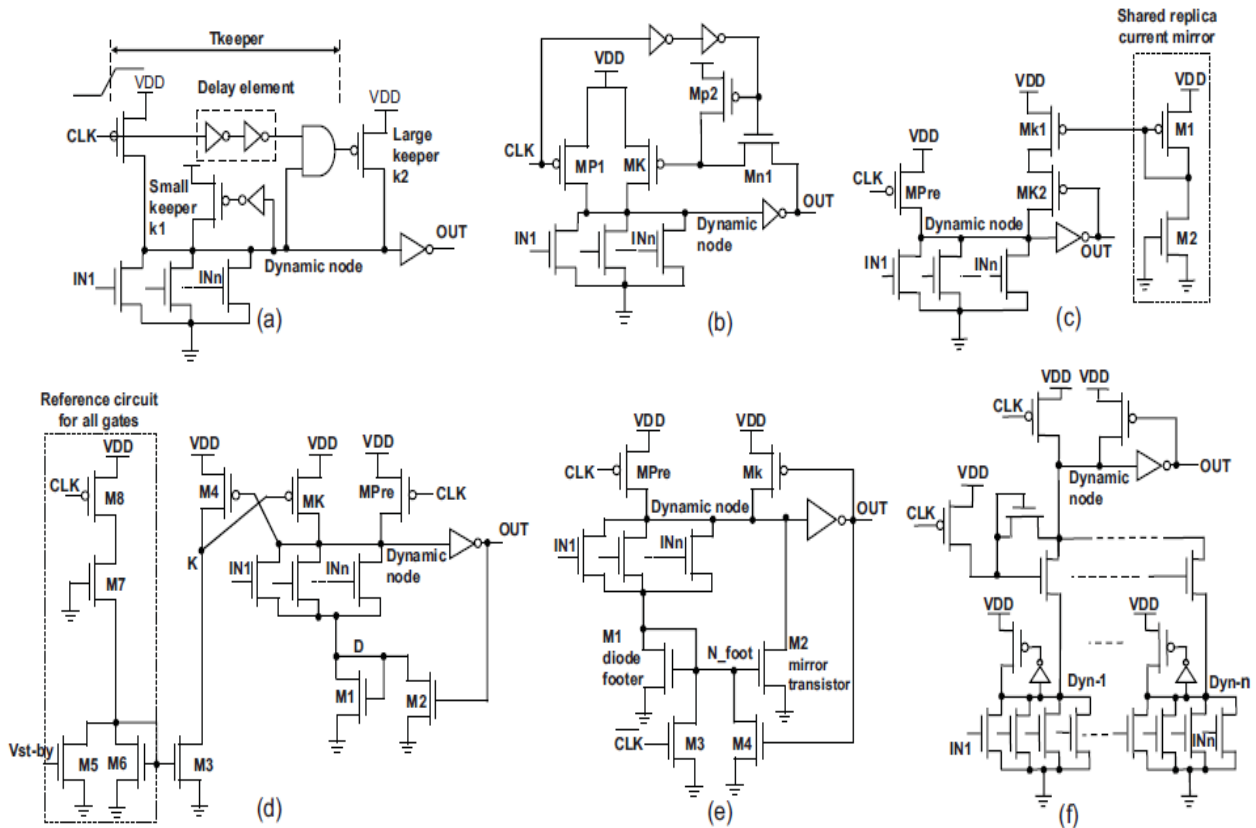 Tkeeper
VDD
Delay element
VDD
CLK
Large keeper k2
Small keeper k1
OUT
Dynamic node
IN1
INn
(a)
VDD
Mp2
CLK
MP1
MK
Mn1
OUT
Dynamic node
IN1
INn
(b)
Shared replica current mirror
VDD
VDD
Mk1
M1
VDD
CLK
MPre
MK2
Dynamic node
M2
OUT
IN1
INn
(c)
Reference circuit for all gates
VDD
CLK
M8
M7
Vst-by
M5
M6
M3
VDD
VDD
VDD
M4
MK
MPre
CLK
K
OUT
Dynamic node
IN1
INn
D
M1
M2
(d)
VDD
VDD
CLK
MPre
Mk
OUT
Dynamic node
IN1
INn
M1 diode footer
N_foot
M2 mirror transistor
CLK
M3
M4
(e)
VDD
VDD
CLK
OUT
Dynamic node
VDD
CLK
VDD
VDD
Dyn-1
Dyn-n
IN1
INn
(f)